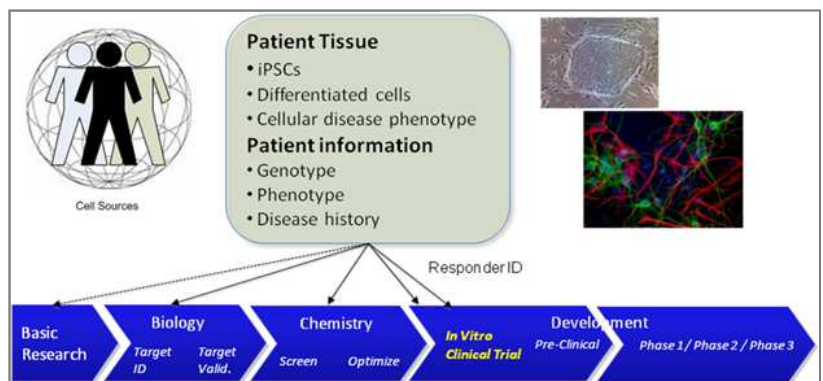 Patient Tissue
• iPSCs
• Differentiated cells
• Cellular disease phenotype
Patient information
• Genotype
• Phenotype
• Disease history
Cell Sources
Responder ID
Basic
Research
Biology
Target
ID
Target
Valid.
Chemistry
Screen
Optimize
Development
In Vitro
Clinical Trial
Pre-Clinical
Phase 1 / Phase 2 / Phase 3